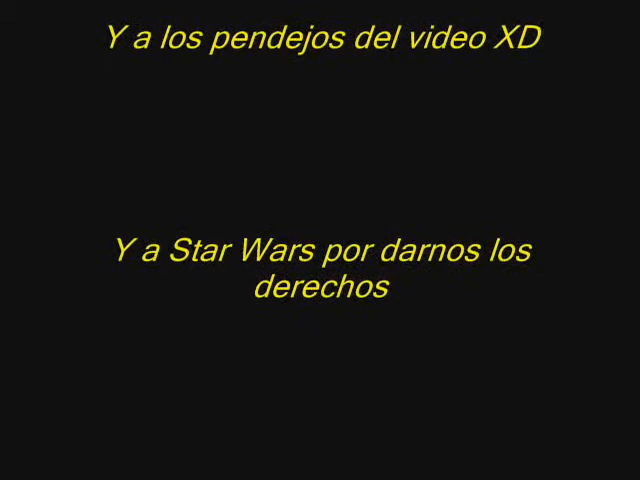 Y a los pendejos del video XD
Y a Star Wars por darnos los
derechos